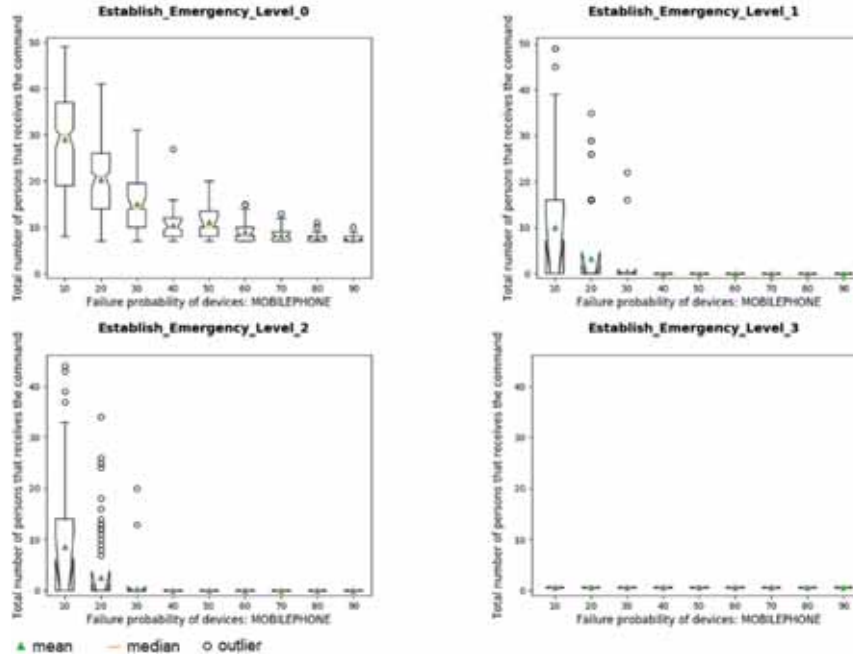 Establish_Emergency_Level_0
Total number of persons that receives the command
50
40
30
20
10
0
10 20 30 40 50 60 70 80 90
Failure probability of devices: MOBILEPHONE
Establish_Emergency_Level_1
Total number of persons that receives the command
50
40
30
20
10
0
10 20 30 40 50 60 70 80 90
Failure probability of devices: MOBILEPHONE
Establish_Emergency_Level_2
Total number of persons that receives the command
40
30
20
10
0
10 20 30 40 50 60 70 80 90
Failure probability of devices: MOBILEPHONE
Establish_Emergency_Level_3
Total number of persons that receives the command
40
30
20
10
0
10 20 30 40 50 60 70 80 90
Failure probability of devices: MOBILEPHONE
mean median outlier